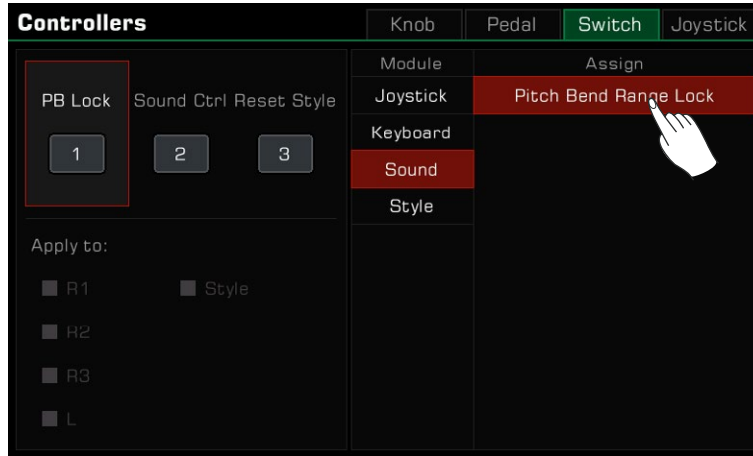 Controllers
Knob
Pedal
Switch
Joystick
PB Lock
Sound Ctrl
Reset Style
1
2
3
Apply to:
R1
Style
R2
R3
L
Module
Assign
Joystick
Pitch Bend Range Lock
Keyboard
Sound
Style